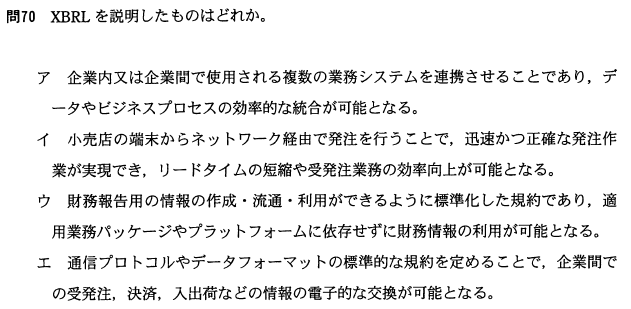 問70 XBRL を説明したものはどれか。
ア 企業内又は企業間で使用される複数の業務システムを連携させることであり，デ
ータやビジネスプロセスの効率的な統合が可能となる。
イ 小売店の端末からネットワーク経由で発注を行うことで，迅速かつ正確な発注作
業が実現でき，リードタイムの短縮や受発注業務の効率向上が可能となる。
ウ 財務報告用の情報の作成・流通・利用ができるように標準化した規約であり，適
用業務パッケージやプラットフォームに依存せずに財務情報の利用が可能となる。
エ 通信プロトコルやデータフォーマットの標準的な規約を定めることで，企業間で
の受発注，決済，入出荷などの情報の電子的な交換が可能となる。